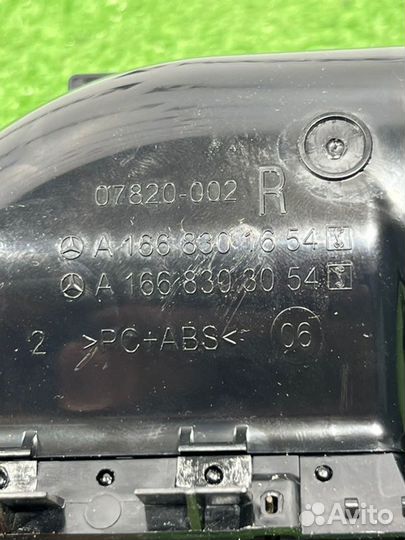 07820-002 R
A 166 830 16 54 S
A 166 830 30 54 S
2 >PC+ABS< 06
Avito